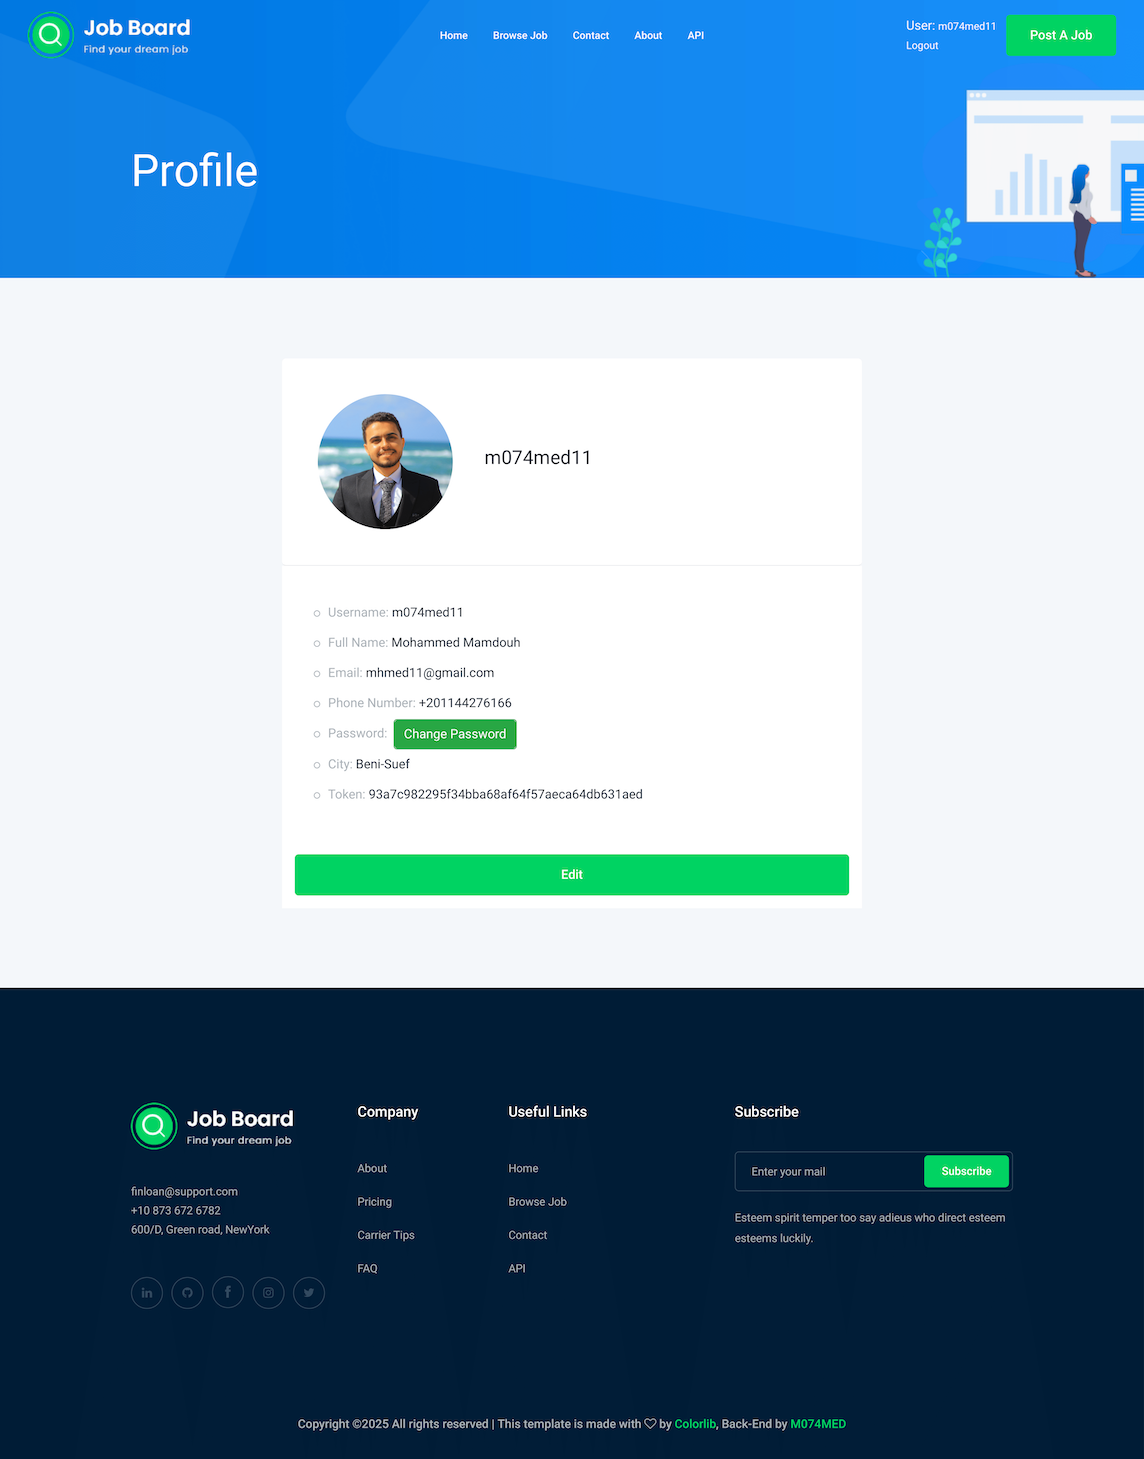 Job Board
Find your dream job
Home Browse Job Contact About API
User: m074med11
Logout
Post A Job
Profile
m074med11
Username: m074med11
Full Name: Mohammed Mamdouh
Email: mhmed11@gmail.com
Phone Number: +201144276166
Password: Change Password
City: Beni-Suef
Token: 93a7c982295f34bba68af64f57aeca64db631aed
Edit
Job Board
Find your dream job
finloan@support.com
+10 873 672 6782
600/D, Green road, NewYork
Company
About
Pricing
Carrier Tips
FAQ
Useful Links
Home
Browse Job
Contact
API
Subscribe
Enter your mail Subscribe
Esteem spirit temper too say adieus who direct esteem
esteems luckily.
Copyright ©2025 All rights reserved | This template is made with ♡ by Colorlib, Back-End by M074MED